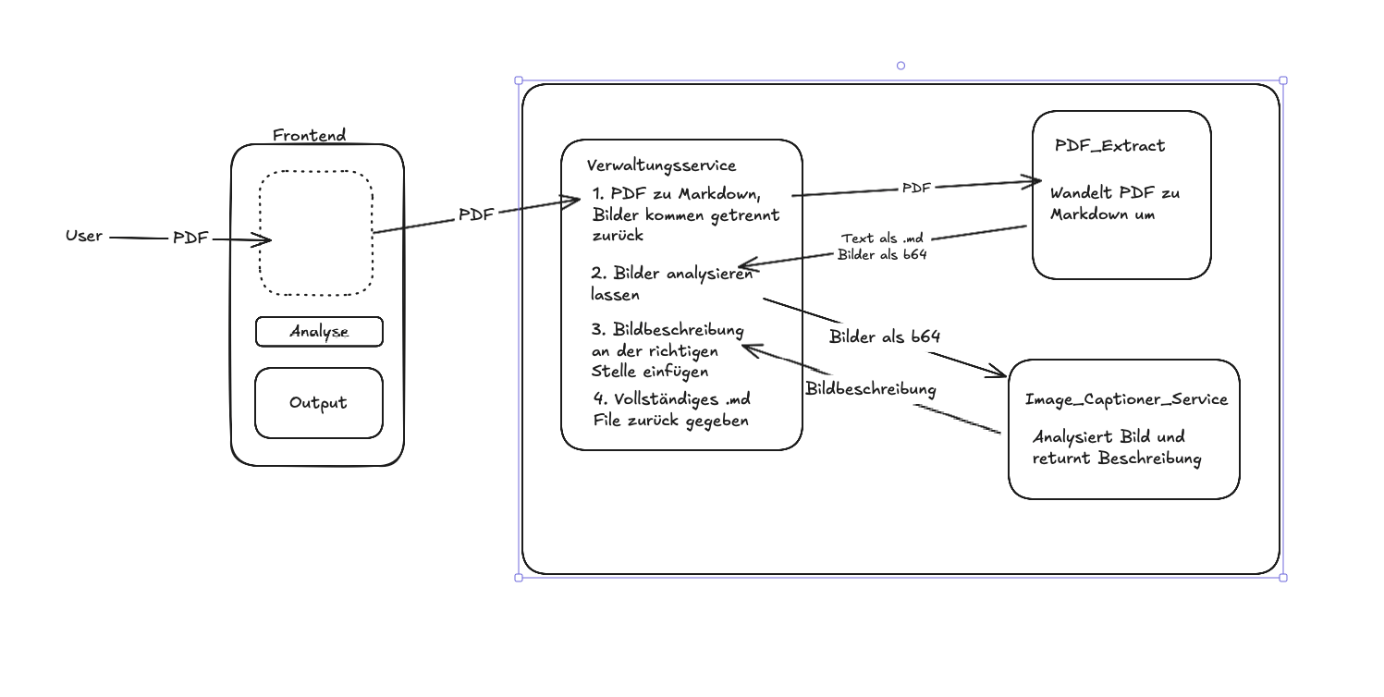 Frontend
User
PDF
Analyse
Output
PDF
Verwaltungsservice
1. PDF zu Markdown,
Bilder kommen getrennt
zurück
2. Bilder analysieren
lassen
3. Bildbeschreibung
an der richtigen
Stelle einfügen
4. Vollständiges .md
File zurück gegeben
PDF
Text als .md
Bilder als b64
Bilder als b64
Bildbeschreibung
PDF_Extract
Wandelt PDF zu
Markdown um
Image_Captioner_Service
Analysiert Bild und
returnt Beschreibung